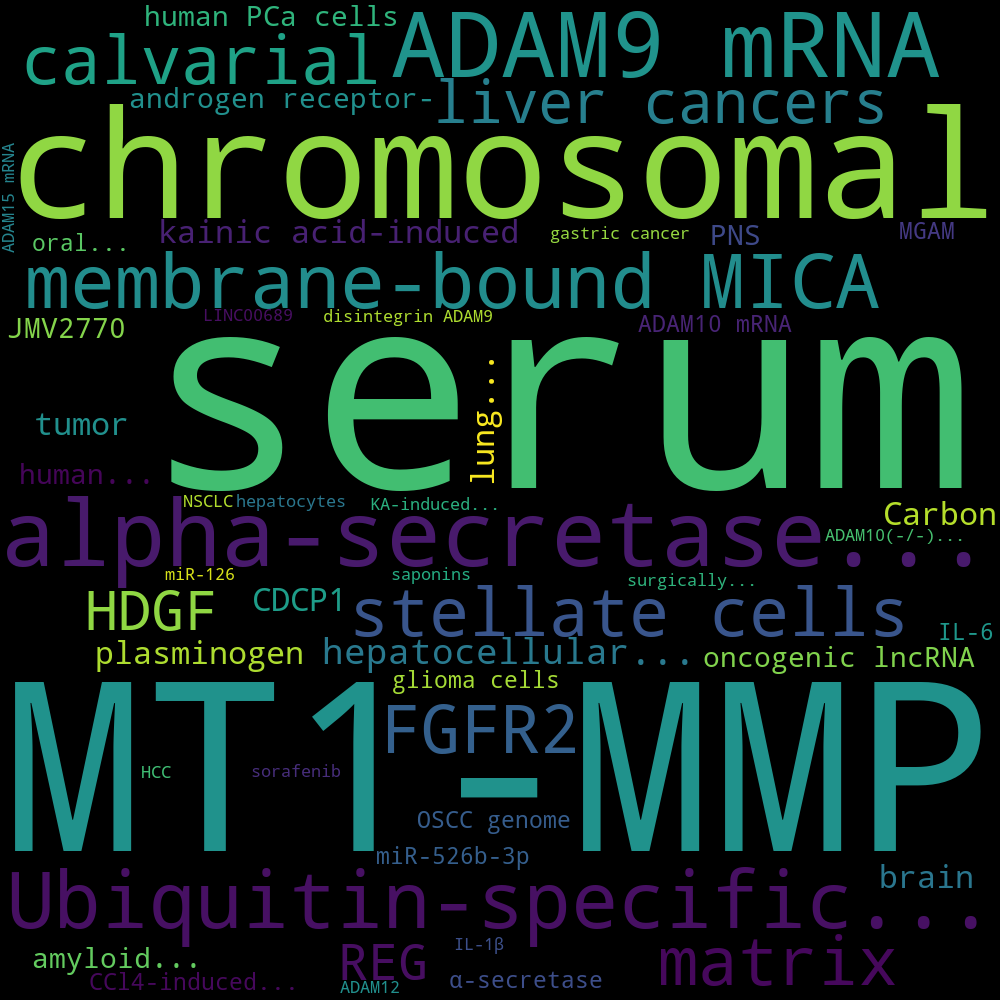 human PCa cells
ADAM9 mRNA
calvarial
androgen receptor-
liver cancers
chromosomal
ADAM15 mRNA
kainic acid-induced
gastric cancer
PNS
MGAM
oral...
membrane-bound MICA
JMV2770
LINC00689
disintegrin ADAM9
ADAM10 mRNA
serum
lung...
tumor
human...
NSCLC
hepatocytes
KA-induced...
Carbon
alpha-secretase...
ADAM10(-/-)...
miR-126
saponins
surgically...
HDGF
CDCP1
stellate cells
IL-6
plasminogen
hepatocellular...
oncogenic lncRNA
glioma cells
MT1-MMP
FGFR2
HCC
sorafenib
OSCC genome
miR-526b-3p
Ubiquitin-specific...
brain
amyloid...
REG
IL-1β
matrix
CCl4-induced...
ADAM12
α-secretase